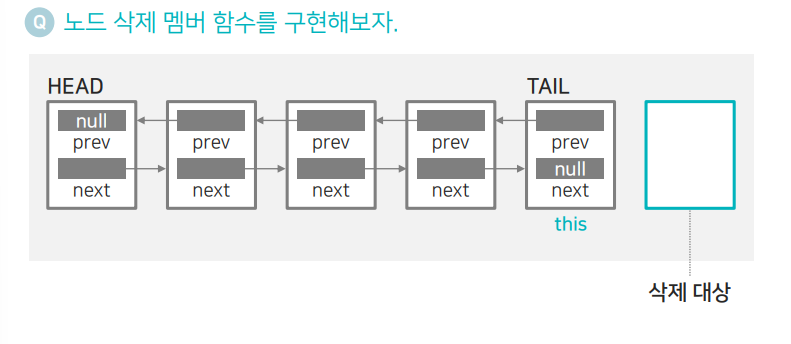 Q 노드 삭제 멤버 함수를 구현해보자.
HEAD TAIL
null
prev prev prev prev prev
null
next next next next next
this
삭제 대상